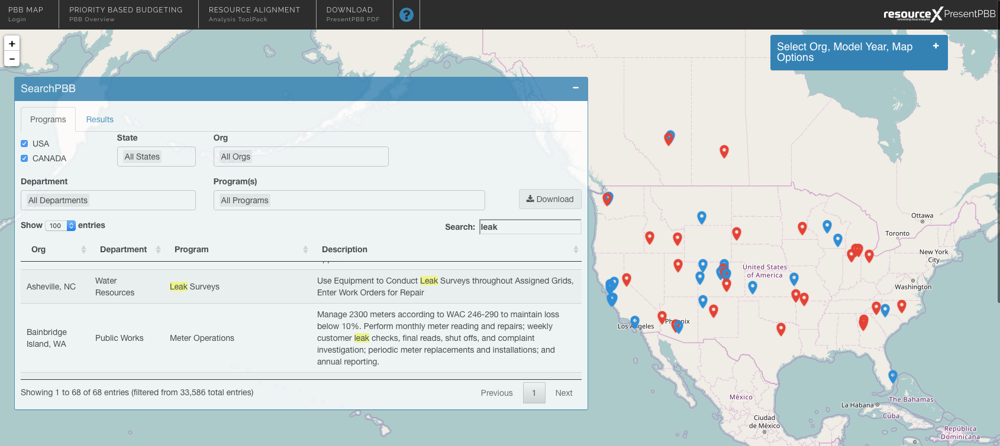 PBB MAP
Login
PRIORITY BASED BUDGETING
PBB Overview
RESOURCE ALIGNMENT
Analysis ToolPack
DOWNLOAD
PresentPBB PDF
?
resourceX PresentPBB
reinventing fiscal analytics
+
-
Select Org, Model Year, Map
Options
+
SearchPBB
-
Programs
Results
USA
CANADA
State
All States
Org
All Orgs
Department
All Departments
Program(s)
All Programs
Download
Show 100 entries
Search: leak
Org
Department
Program
Description
Asheville, NC
Water
Resources
Leak Surveys
Use Equipment to Conduct Leak Surveys throughout Assigned Grids,
Enter Work Orders for Repair
Bainbridge
Island, WA
Public Works
Meter Operations
Manage 2300 meters according to WAC 246-290 to maintain loss
below 10%. Perform monthly meter reading and repairs; weekly
customer leak checks, final reads, shut offs, and complaint
investigation; periodic meter replacements and installations; and
annual reporting.
Showing 1 to 68 of 68 entries (filtered from 33,586 total entries)
Previous
1
Next
Ottawa
Toronto
New York
City
United States
of America
Washington
Los Angeles
Phoenix
México
La Habana
The Bahamas
Cuba
Ciudad
de México
República
Dominicana